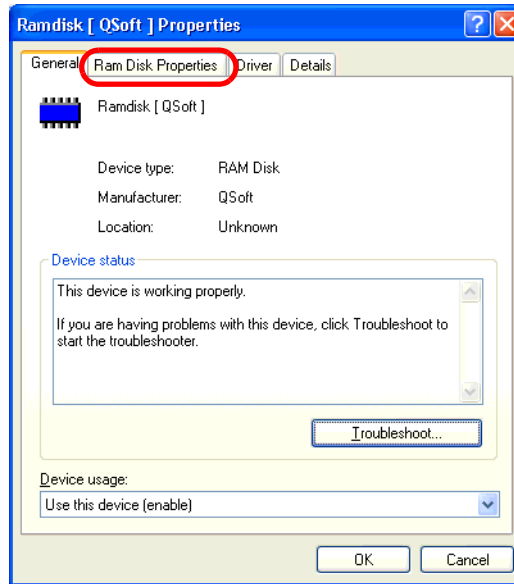 Ramdisk [ QSoft ] Properties
General Ram Disk Properties Driver Details
Ramdisk [ QSoft ]
Device type: RAM Disk
Manufacturer: QSoft
Location: Unknown
Device status
This device is working properly.
If you are having problems with this device, click Troubleshoot to
start the troubleshooter.
Troubleshoot...
Device usage:
Use this device (enable)
OK Cancel